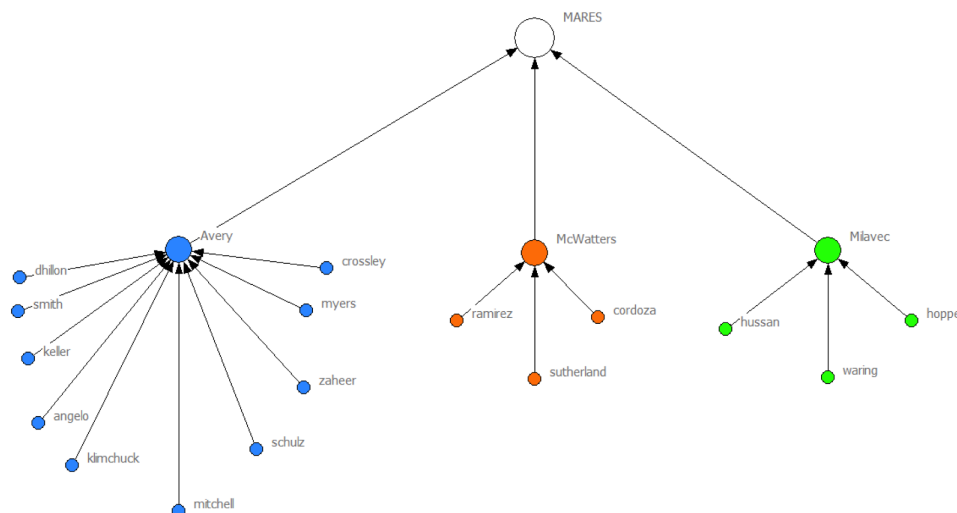 MARES
Avery
McWatters
Milavec
crossley
dhillon
smith
myers
ramirez
cordoza
hussan
hoppe
keller
zaheer
sutherland
waring
angelo
schulz
klimchuck
mitchell